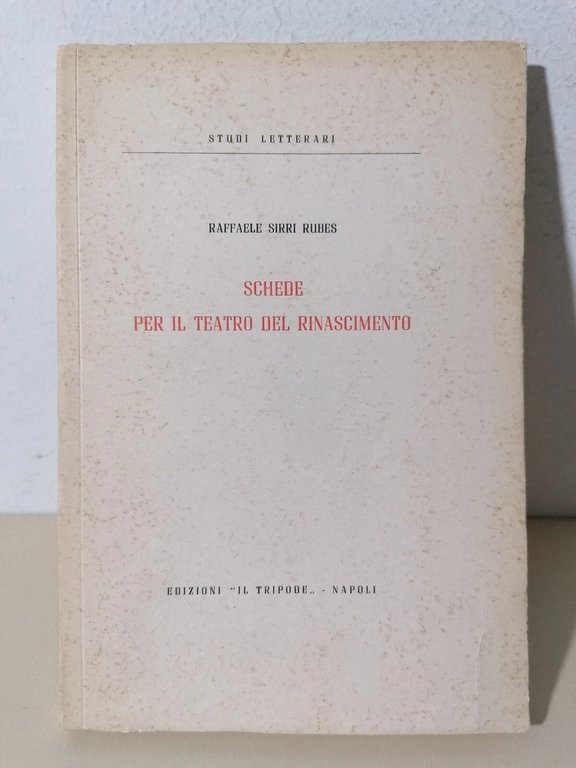 STUDI LETTERARI
RAFFAELE SIRRI RUBES
SCHEDE
PER IL TEATRO DEL RINASCIMENTO
EDIZIONI "IL TRIPODE„ - NAPOLI